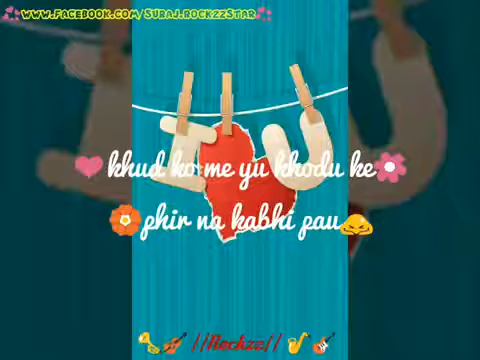 www.facebook.com/Suraj.rockzzStar
I U
khud ko me yu khodu ke
phir na kabhi pau
//Rockzz//